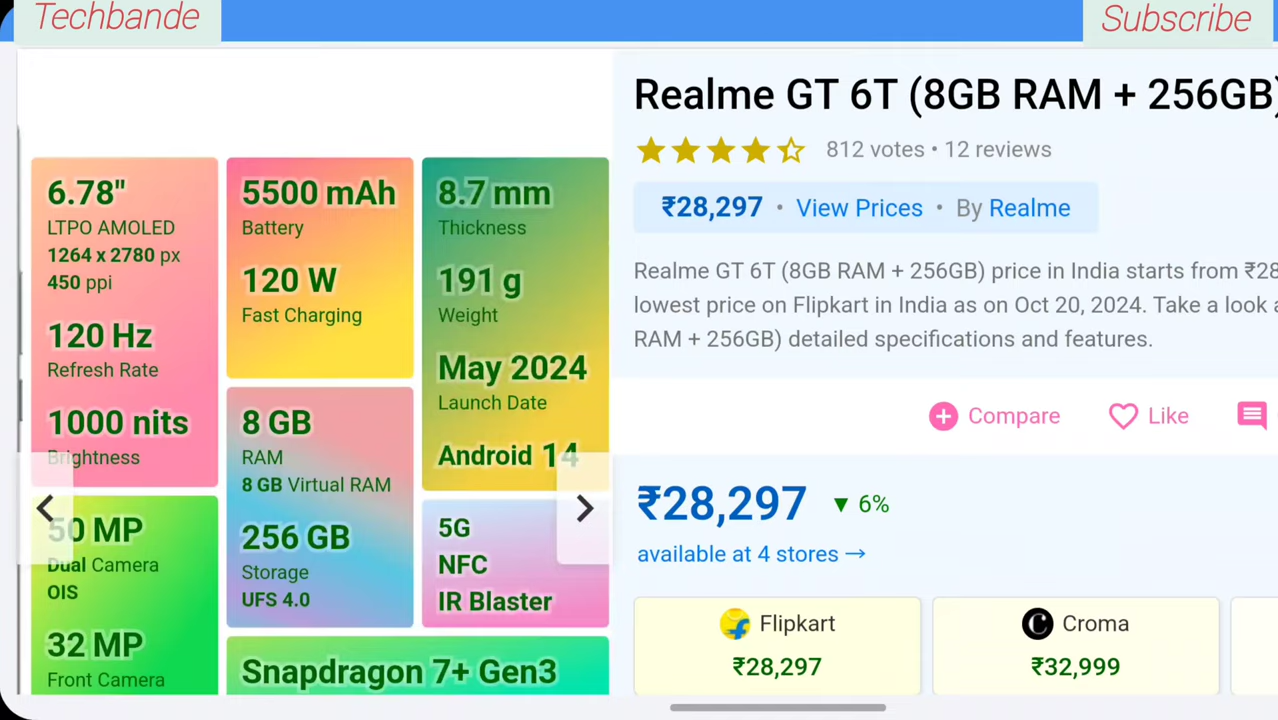 Techbande
Subscribe
6.78"
LTPO AMOLED
1264 x 2780 px
450 ppi
120 Hz
Refresh Rate
1000 nits
Brightness
50 MP
Dual Camera
OIS
32 MP
Front Camera
5500 mAh
Battery
120 W
Fast Charging
8 GB
RAM
8 GB Virtual RAM
256 GB
Storage
UFS 4.0
8.7 mm
Thickness
191 g
Weight
May 2024
Launch Date
Android 14
5G
NFC
IR Blaster
Snapdragon 7+ Gen3
Realme GT 6T (8GB RAM + 256GB)
812 votes • 12 reviews
₹28,297 • View Prices • By Realme
Realme GT 6T (8GB RAM + 256GB) price in India starts from ₹28
lowest price on Flipkart in India as on Oct 20, 2024. Take a look a
RAM + 256GB) detailed specifications and features.
Compare
Like
₹28,297 ▼ 6%
available at 4 stores →
Flipkart
₹28,297
Croma
₹32,999